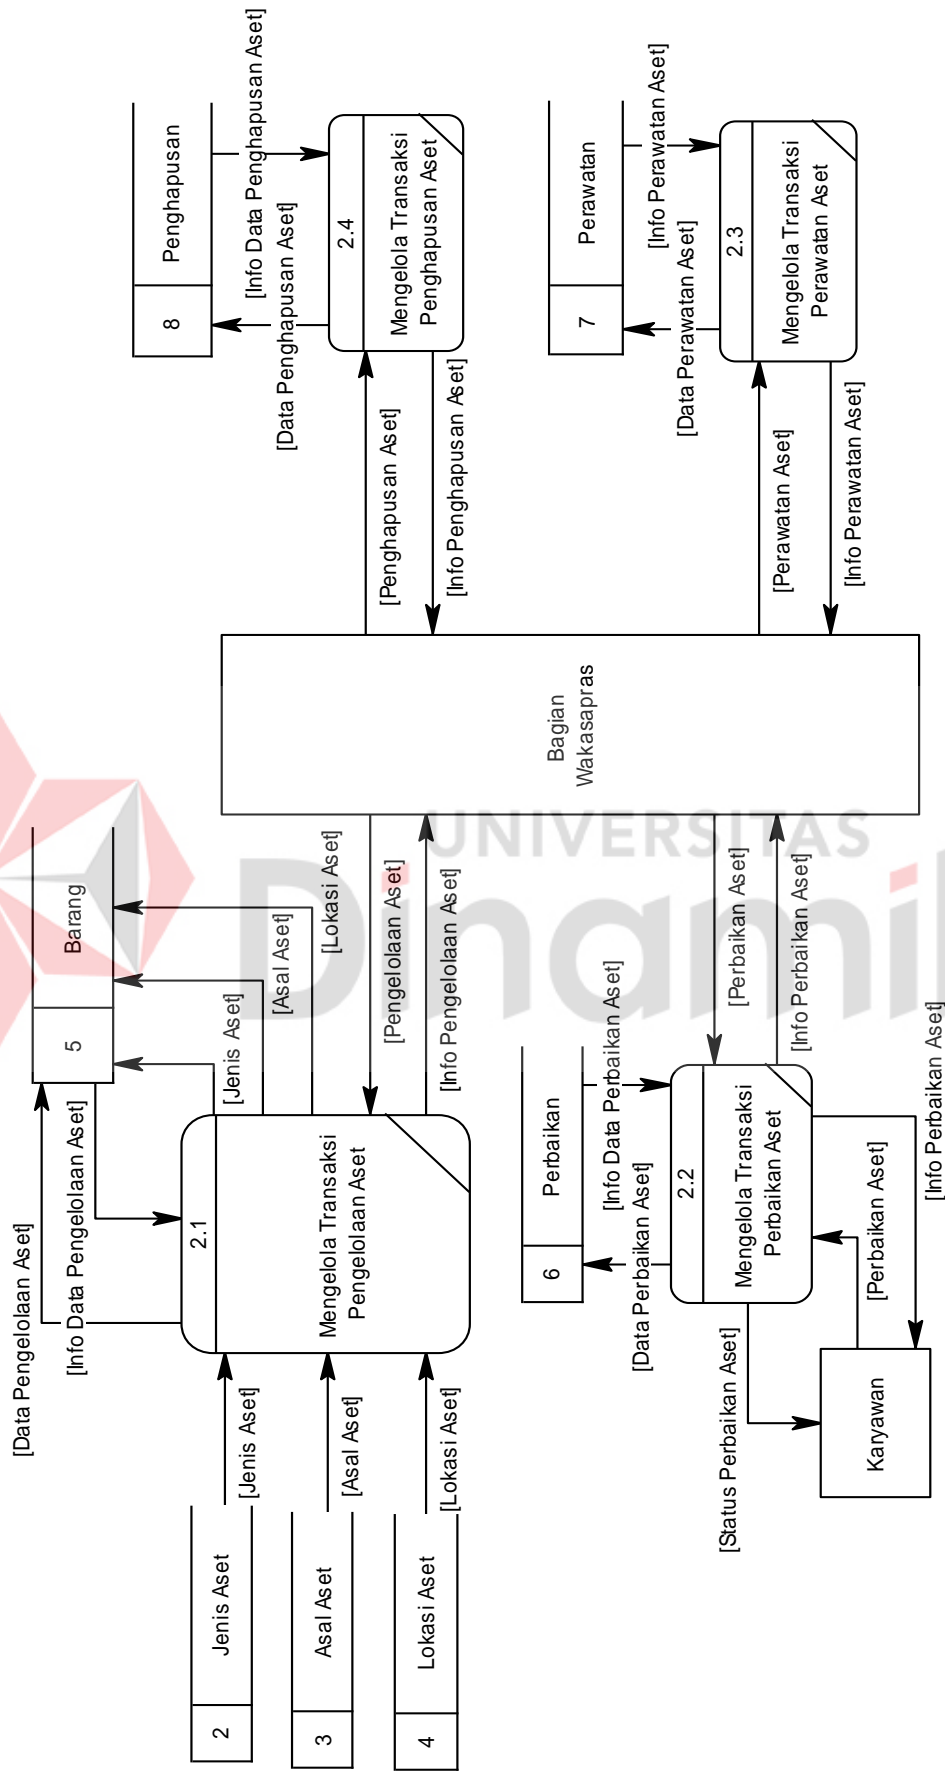 [Data Pengelolaan Aset]
[Info Data Pengelolaan Aset]
5
Barang
8
Penghapusan
[Info Data Penghapusan Aset]
[Data Penghapusan Aset]
2
Jenis Aset
[Jenis Aset]
3
Asal Aset
[Asal Aset]
4
Lokasi Aset
[Lokasi Aset]
2.1
Mengelola Transaksi
Pengelolaan Aset
[Jenis Aset]
[Asal Aset]
[Lokasi Aset]
[Pengelolaan Aset]
[Info Pengelolaan Aset]
Bagian
Wakasapras
[Penghapusan Aset]
[Info Penghapusan Aset]
2.4
Mengelola Transaksi
Penghapusan Aset
6
Perbaikan
[Info Data Perbaikan Aset]
[Data Perbaikan Aset]
2.2
Mengelola Transaksi
Perbaikan Aset
[Perbaikan Aset]
[Info Perbaikan Aset]
[Status Perbaikan Aset]
Karyawan
[Perbaikan Aset]
[Info Perbaikan Aset]
7
Perawatan
[Info Perawatan Aset]
[Data Perawatan Aset]
2.3
Mengelola Transaksi
Perawatan Aset
[Perawatan Aset]
[Info Perawatan Aset]
UNIVERSITAS
Dinami